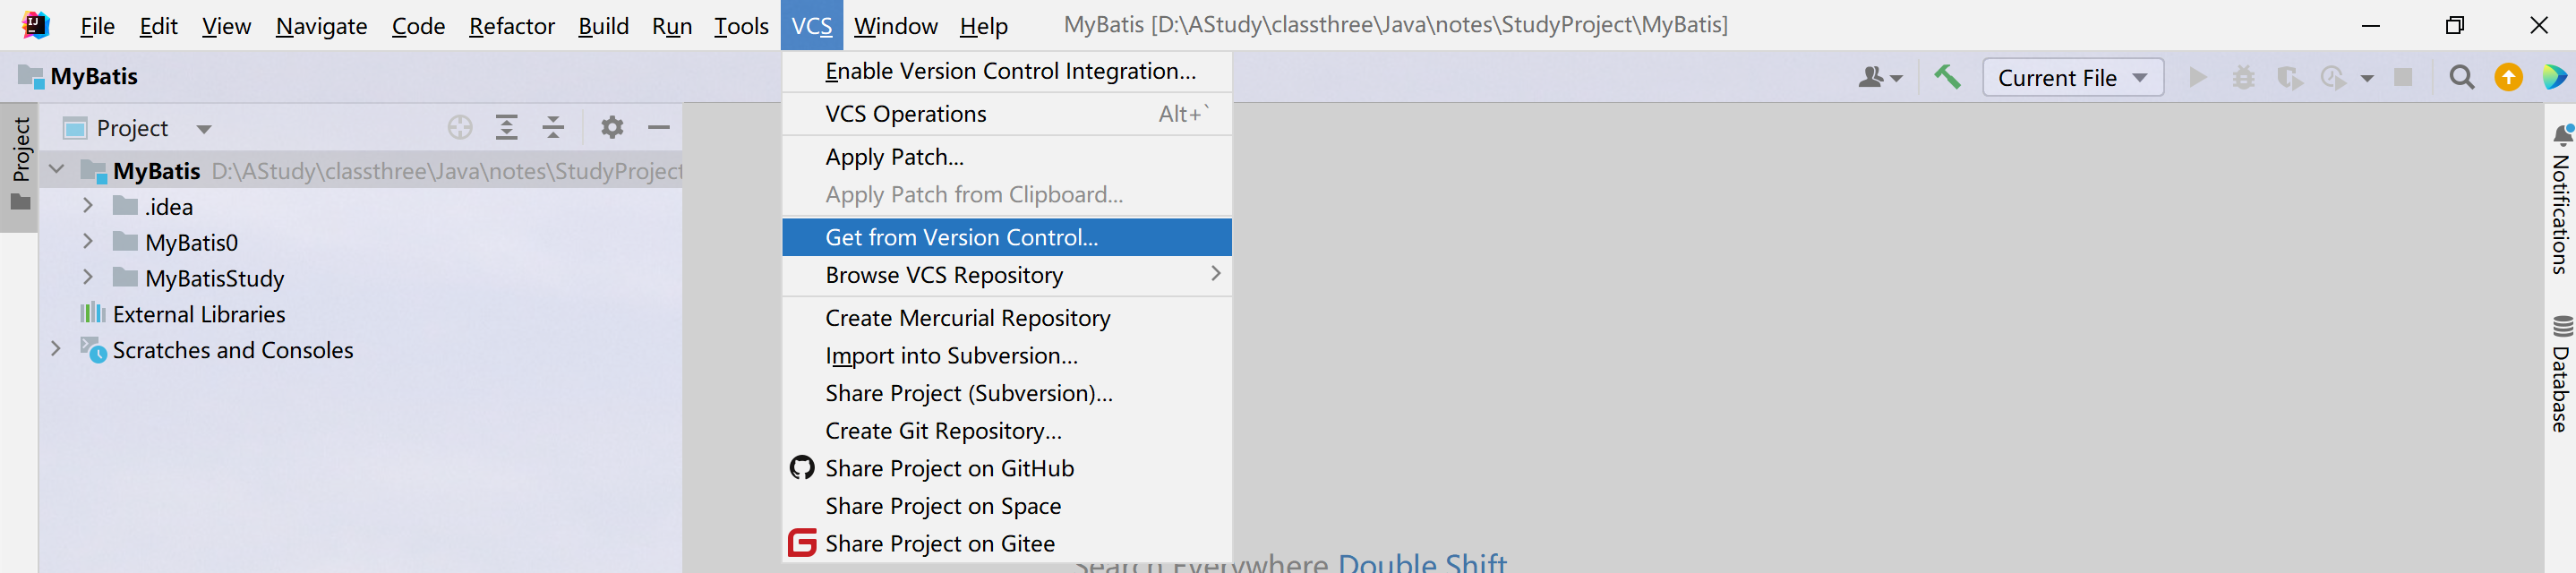 File Edit View Navigate Code Refactor Build Run Tools VCS Window Help MyBatis [D:\AStudy\classthree\Java\notes\StudyProject\MyBatis]
MyBatis
Current File
Project
Project
MyBatis D:\AStudy\classthree\Java\notes\StudyProject
.idea
MyBatis0
MyBatisStudy
External Libraries
Scratches and Consoles
Enable Version Control Integration...
VCS Operations Alt+`
Apply Patch...
Apply Patch from Clipboard...
Get from Version Control...
Browse VCS Repository
Create Mercurial Repository
Import into Subversion...
Share Project (Subversion)...
Create Git Repository...
Share Project on GitHub
Share Project on Space
Share Project on Gitee
Search Everywhere Double Shift
Notifications
Database